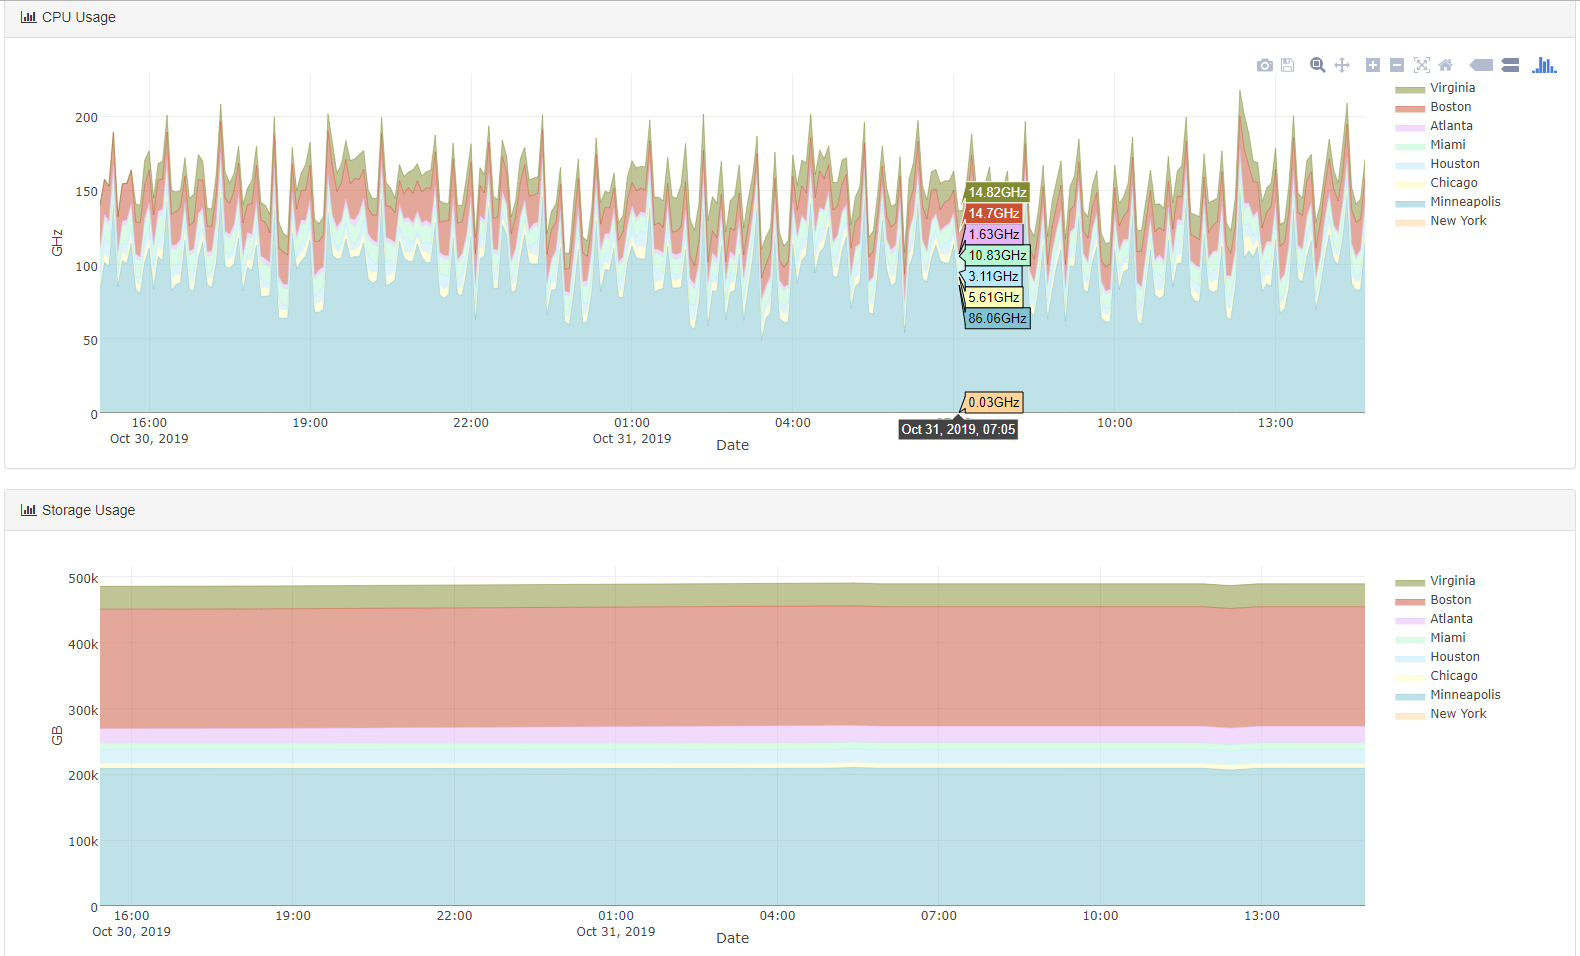 CPU Usage
Virginia
Boston
Atlanta
Miami
Houston
Chicago
Minneapolis
New York
200
150
100
50
0
GHz
14.82GHz
14.7GHz
1.63GHz
10.83GHz
3.11GHz
5.61GHz
86.06GHz
0.03GHz
16:00 19:00 22:00 01:00 04:00 10:00 13:00
Oct 31, 2019, 07:05
Oct 30, 2019 Oct 31, 2019
Date
Storage Usage
Virginia
Boston
Atlanta
Miami
Houston
Chicago
Minneapolis
New York
500k
400k
300k
200k
100k
0
GB
16:00 19:00 22:00 01:00 04:00 07:00 10:00 13:00
Oct 30, 2019 Oct 31, 2019
Date